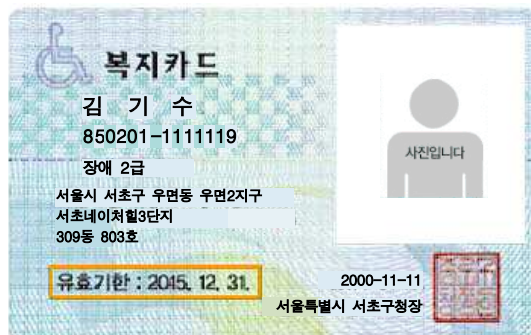 복지카드
김 기 수
850201-1111119
장애 2급
사진입니다
서울시 서초구 우면동 우면2지구
서초네이처힐3단지
309동 803호
유효기한 : 2015. 12. 31.
2000-11-11
서울특별시 서초구청장